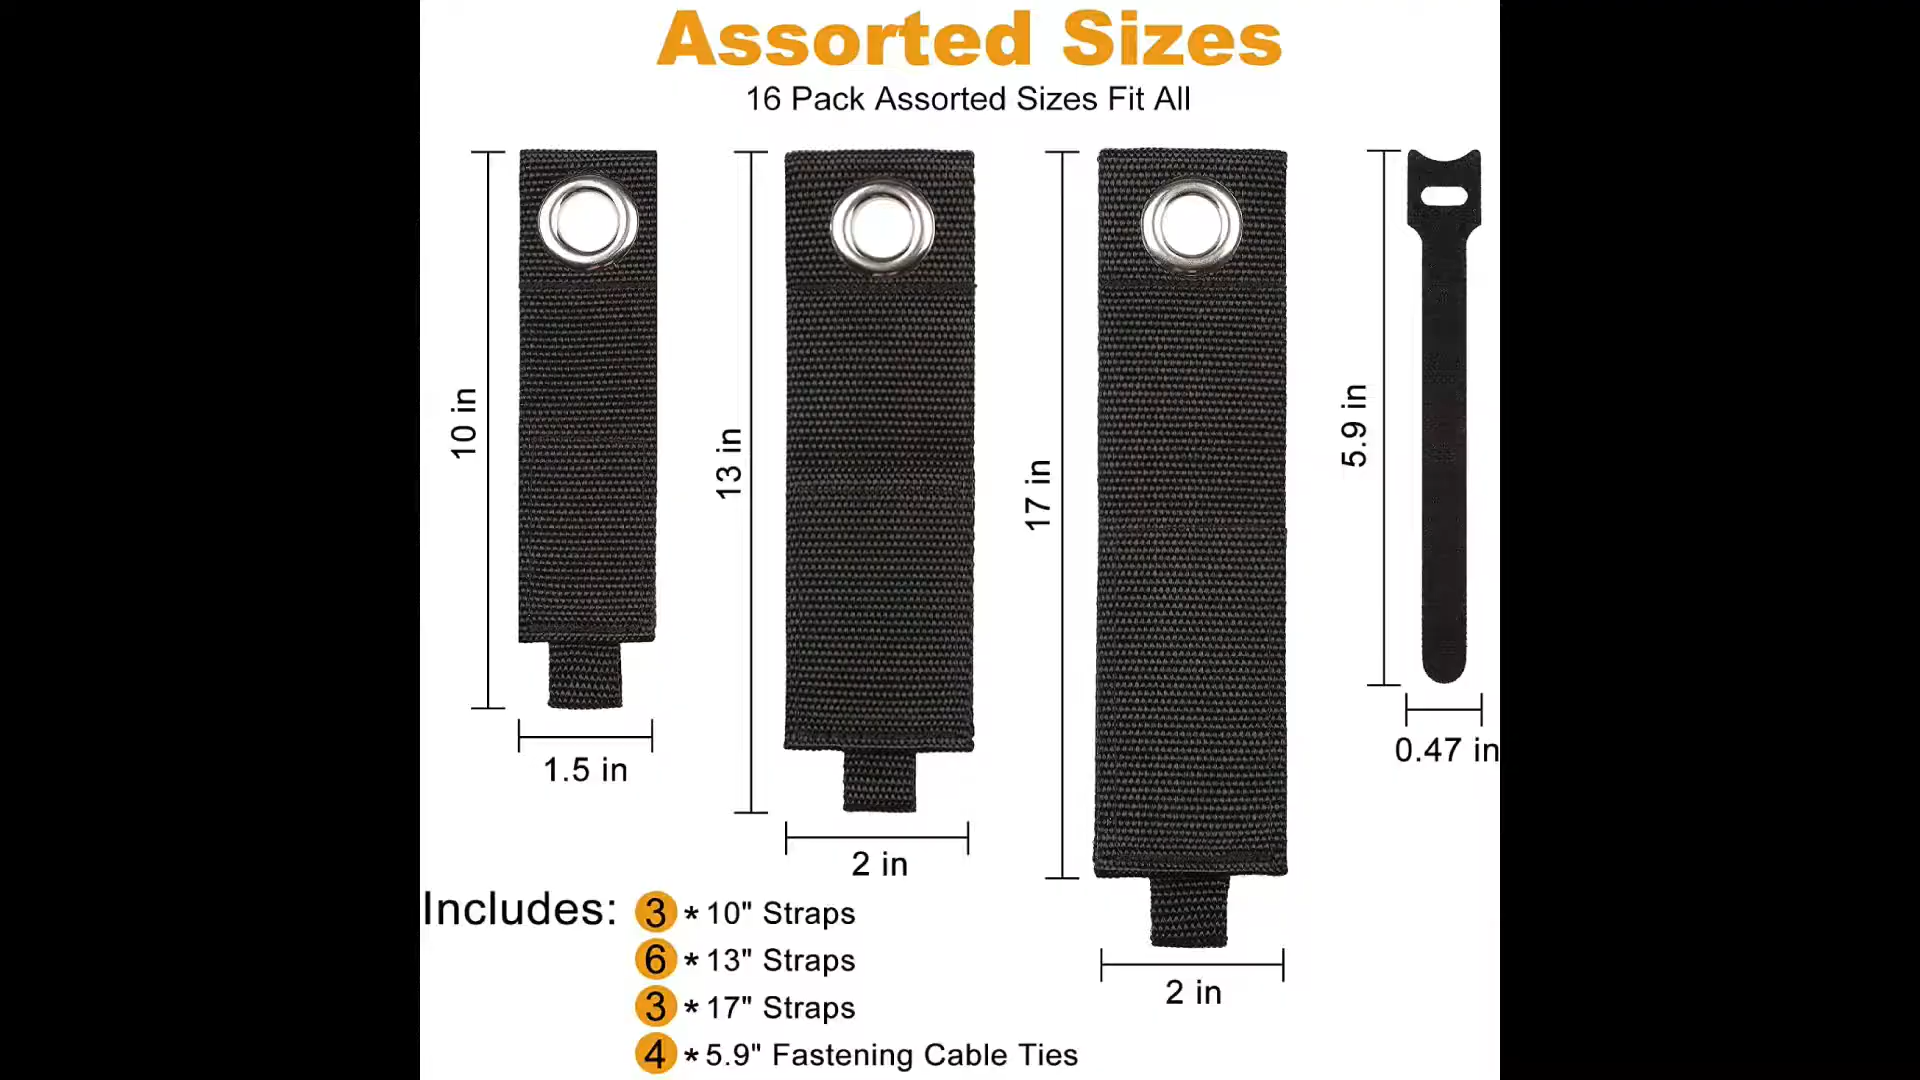 Assorted Sizes
16 Pack Assorted Sizes Fit All
10 in
1.5 in
13 in
2 in
17 in
2 in
5.9 in
0.47 in
Includes:
3 * 10" Straps
6 * 13" Straps
3 * 17" Straps
4 * 5.9" Fastening Cable Ties